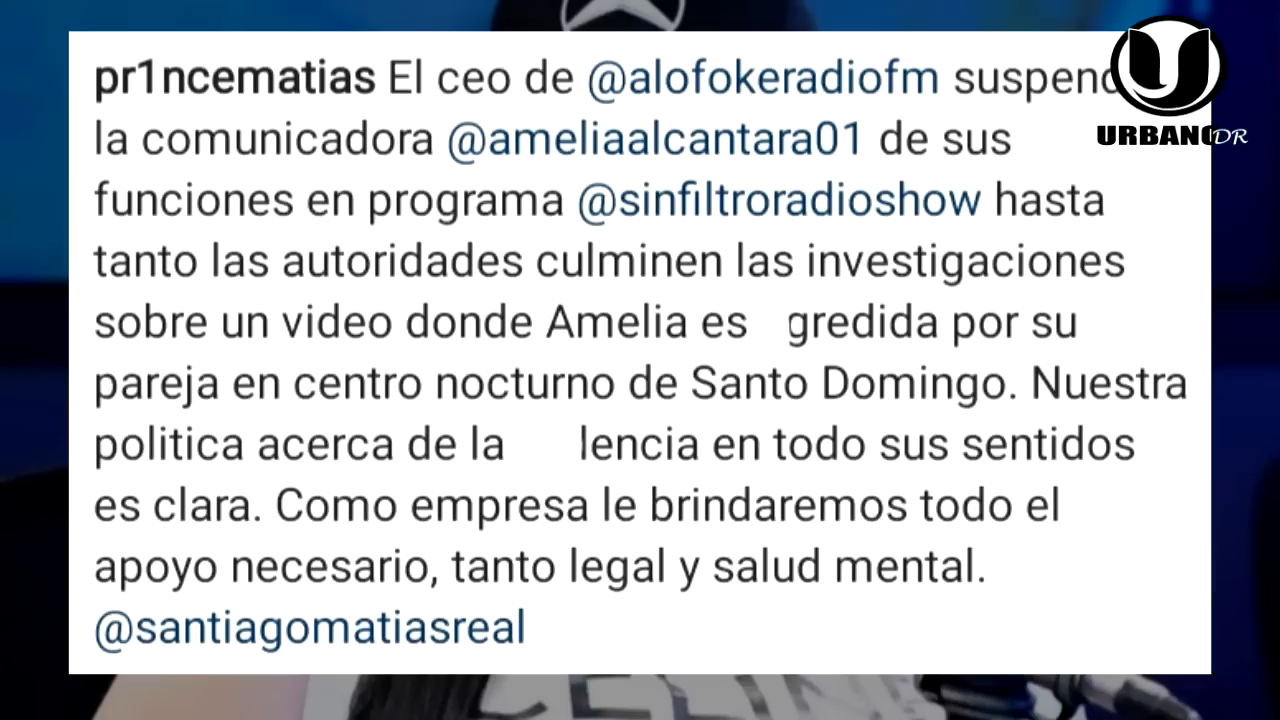 pr1ncematias El ceo de @alofokeradiofm
la comunicadora @ameliaalcantara01 de sus
funciones en programa @sinfiltroradioshow hasta
tanto las autoridades culminen las investigaciones
sobre un video donde Amelia es gredida por su
pareja en centro nocturno de Santo Domingo. Nuestra
politica acerca de la lencia en todo sus sentidos
es clara. Como empresa le brindaremos todo el
apoyo necesario, tanto legal y salud mental.
@santiagomatiasreal
URBANO DR